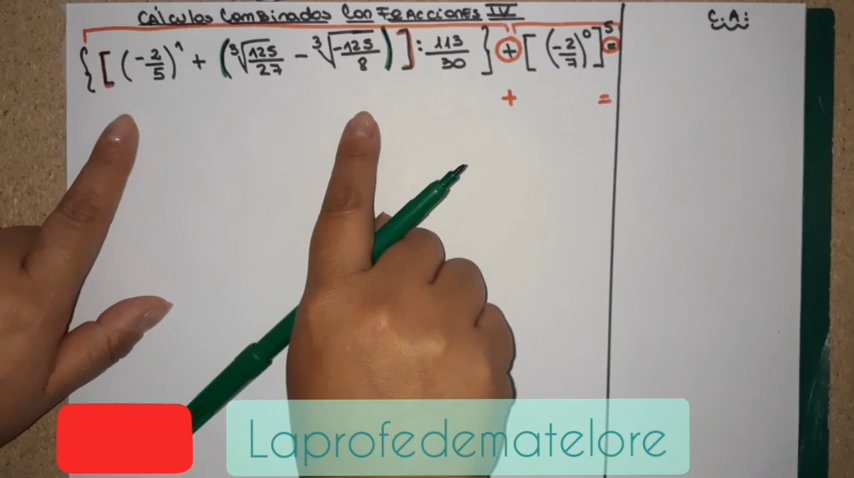 CÁLCULOS COMBINADOS CON FRACCIONES IV
C.A:
{[(-2/5)^1 + (∛125/27 - ∛-125/8)] : 113/30} + [(-2/7)^0]^5 =
+ =
Laprofedematelore